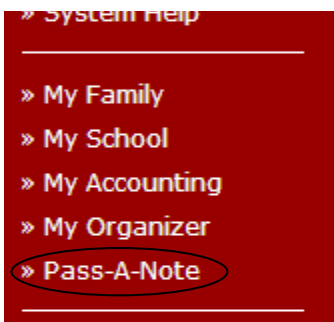 » System Help
» My Family
» My School
» My Accounting
» My Organizer
» Pass-A-Note